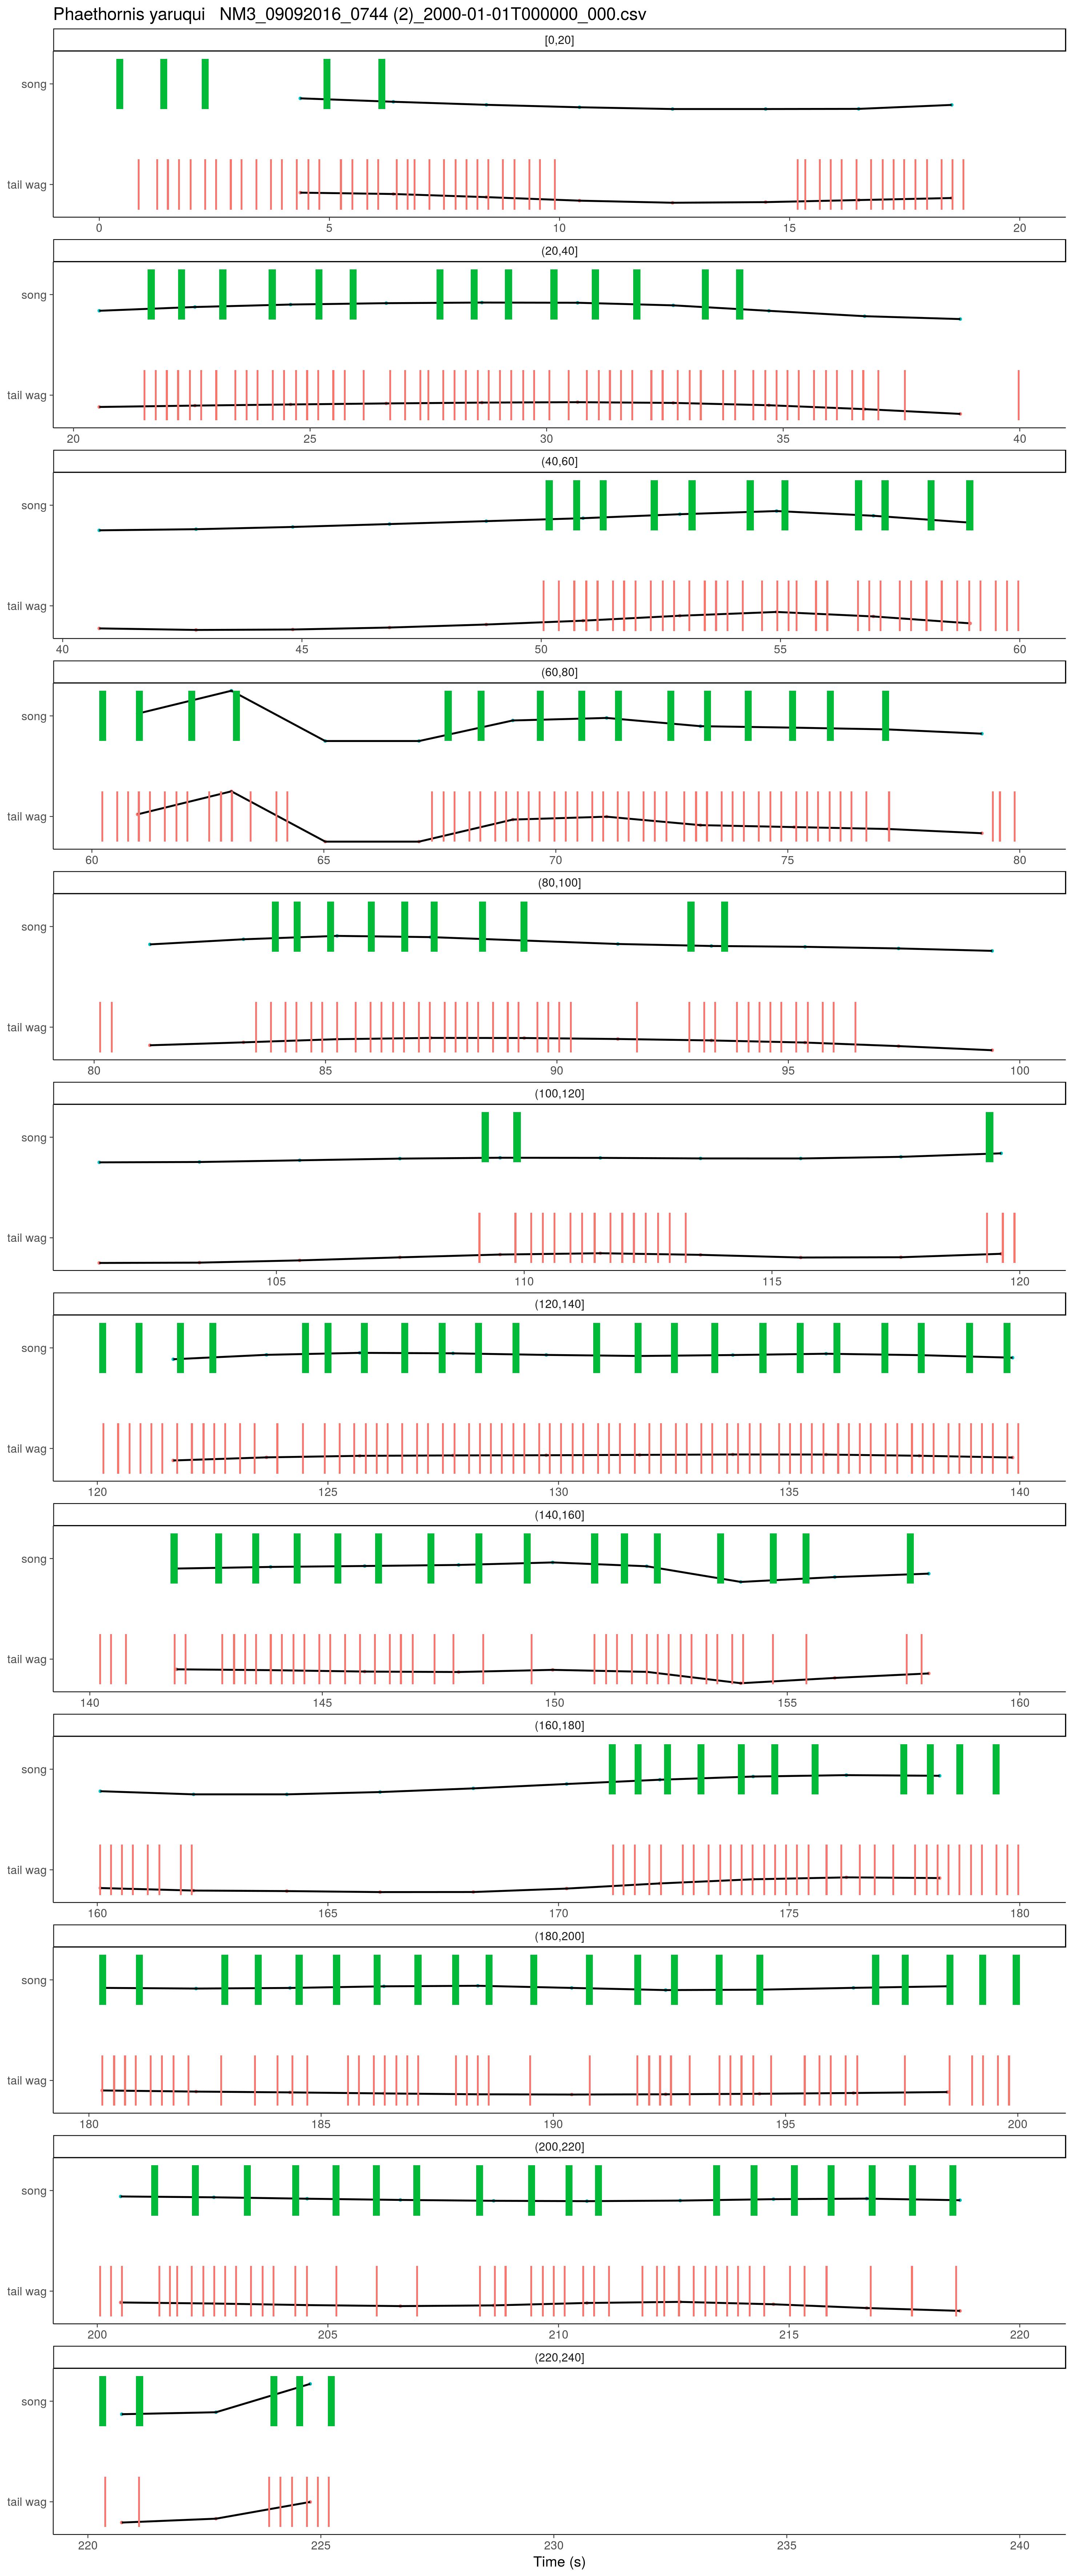 Phaethornis yaruqui   NM3_09092016_0744 (2)_2000-01-01T000000_000.csv
[0,20]
song
tail wag
0 5 10 15 20
(20,40]
song
tail wag
20 25 30 35 40
(40,60]
song
tail wag
40 45 50 55 60
(60,80]
song
tail wag
60 65 70 75 80
(80,100]
song
tail wag
80 85 90 95 100
(100,120]
song
tail wag
105 110 115 120
(120,140]
song
tail wag
120 125 130 135 140
(140,160]
song
tail wag
140 145 150 155 160
(160,180]
song
tail wag
160 165 170 175 180
(180,200]
song
tail wag
180 185 190 195 200
(200,220]
song
tail wag
200 205 210 215 220
(220,240]
song
tail wag
220 225 230 235 240
Time (s)